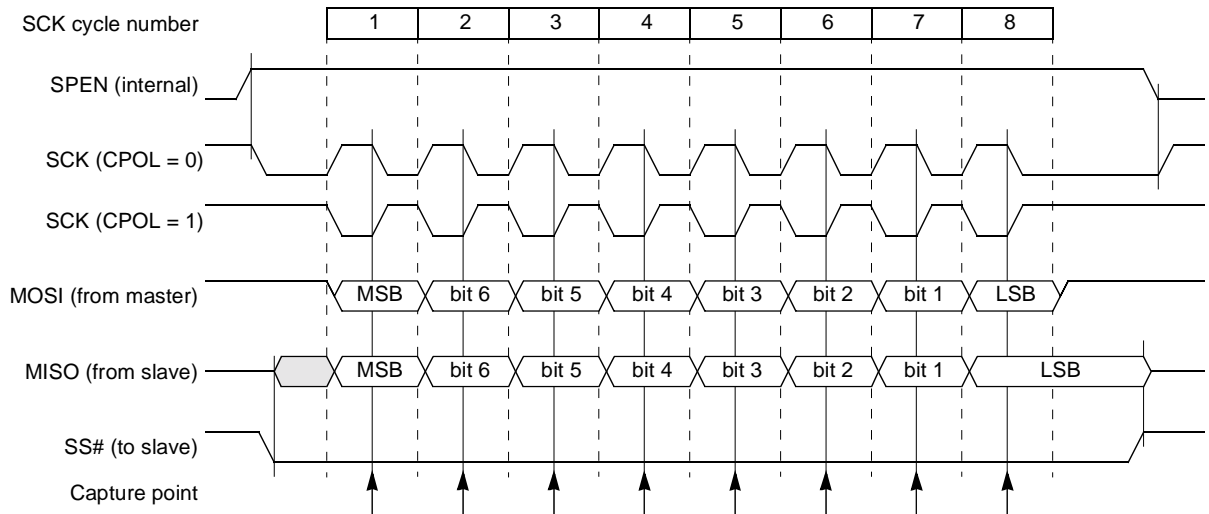 SCK cycle number 1 2 3 4 5 6 7 8
SPEN (internal)
SCK (CPOL = 0)
SCK (CPOL = 1)
MOSI (from master) MSB bit 6 bit 5 bit 4 bit 3 bit 2 bit 1 LSB
MISO (from slave) MSB bit 6 bit 5 bit 4 bit 3 bit 2 bit 1 LSB
SS# (to slave)
Capture point